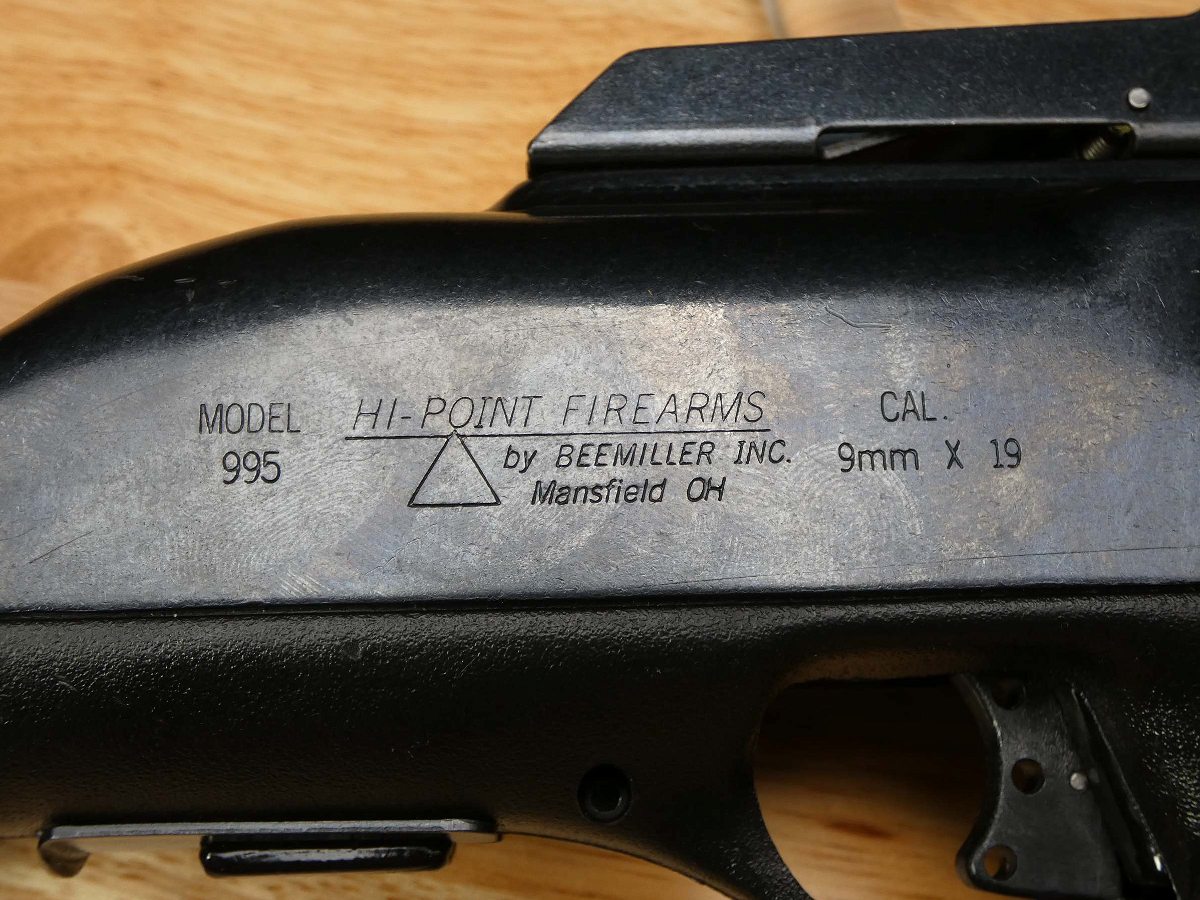 MODEL HI-POINT FIREARMS CAL.
995 by BEEMILLER INC. 9mm X 19
Mansfield OH